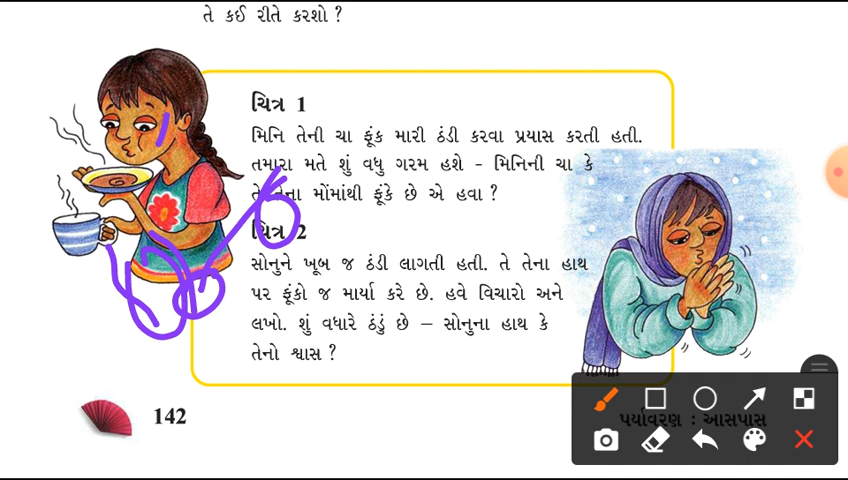 તે કઈ રીતે કરશો ?
ચિત્ર 1
મિનિ તેની ચા ફૂંક મારી ઠંડી કરવા પ્રયાસ કરતી હતી.
તમારા મતે શું વધુ ગરમ હશે - મિનિની ચા કે
તે તેના મોંમાંથી ફૂંકે છે એ હવા ?
ચિત્ર 2
સોનુને ખૂબ જ ઠંડી લાગતી હતી. તે તેના હાથ
પર ફૂંકો જ માર્યા કરે છે. હવે વિચારો અને
લખો. શું વધારે ઠંડું છે – સોનુના હાથ કે
તેનો શ્વાસ ?
142
પર્યાવરણ : આસપાસ